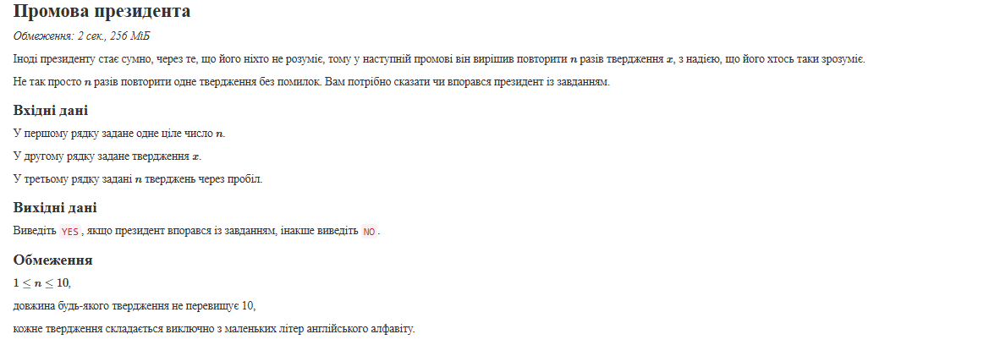 Промова президента
Обмеження: 2 сек., 256 МіБ
Іноді президенту стає сумно, через те, що його ніхто не розуміє, тому у наступній промові він вирішив повторити n разів твердження x, з надією, що його хтось таки зрозуміє.
Не так просто n разів повторити одне твердження без помилок. Вам потрібно сказати чи впорався президент із завданням.
Вхідні дані
У першому рядку задане одне ціле число n.
У другому рядку задане твердження x.
У третьому рядку задані n тверджень через пробіл.
Вихідні дані
Виведіть YES, якщо президент впорався із завданням, інакше виведіть NO.
Обмеження
1 ≤ n ≤ 10,
довжина будь-якого твердження не перевищує 10,
кожне твердження складається виключно з маленьких літер англійського алфавіту.